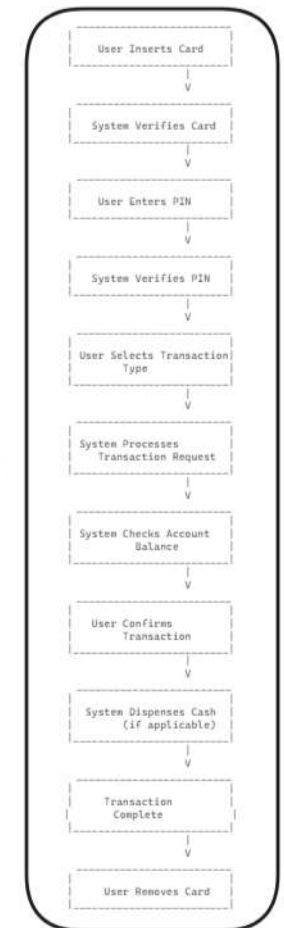 User Inserts Card
System Verifies Card
User Enters PIN
System Verifies PIN
User Selects Transaction
Type
System Processes
Transaction Request
System Checks Account
Balance
User Confirms
Transaction
System Dispenses Cash
(if applicable)
Transaction
Complete
User Removes Card